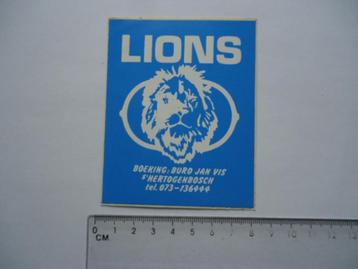 LIONS
BOEKING: BURO JAN VIS
S'HERTOGENBOSCH
tel. 073-136444
0 1 2 3 4 5 6 7 8 9 10 11 12
CM